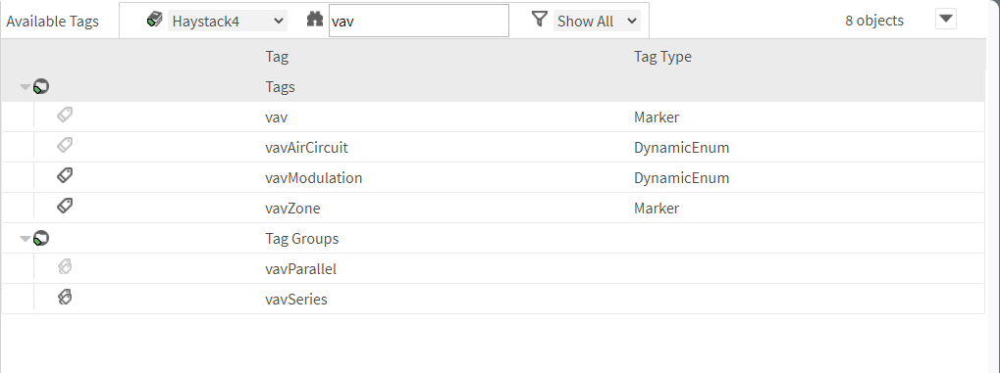 Available Tags Haystack4 vav Show All 8 objects
Tag Tag Type
Tags
vav Marker
vavAirCircuit DynamicEnum
vavModulation DynamicEnum
vavZone Marker
Tag Groups
vavParallel
vavSeries